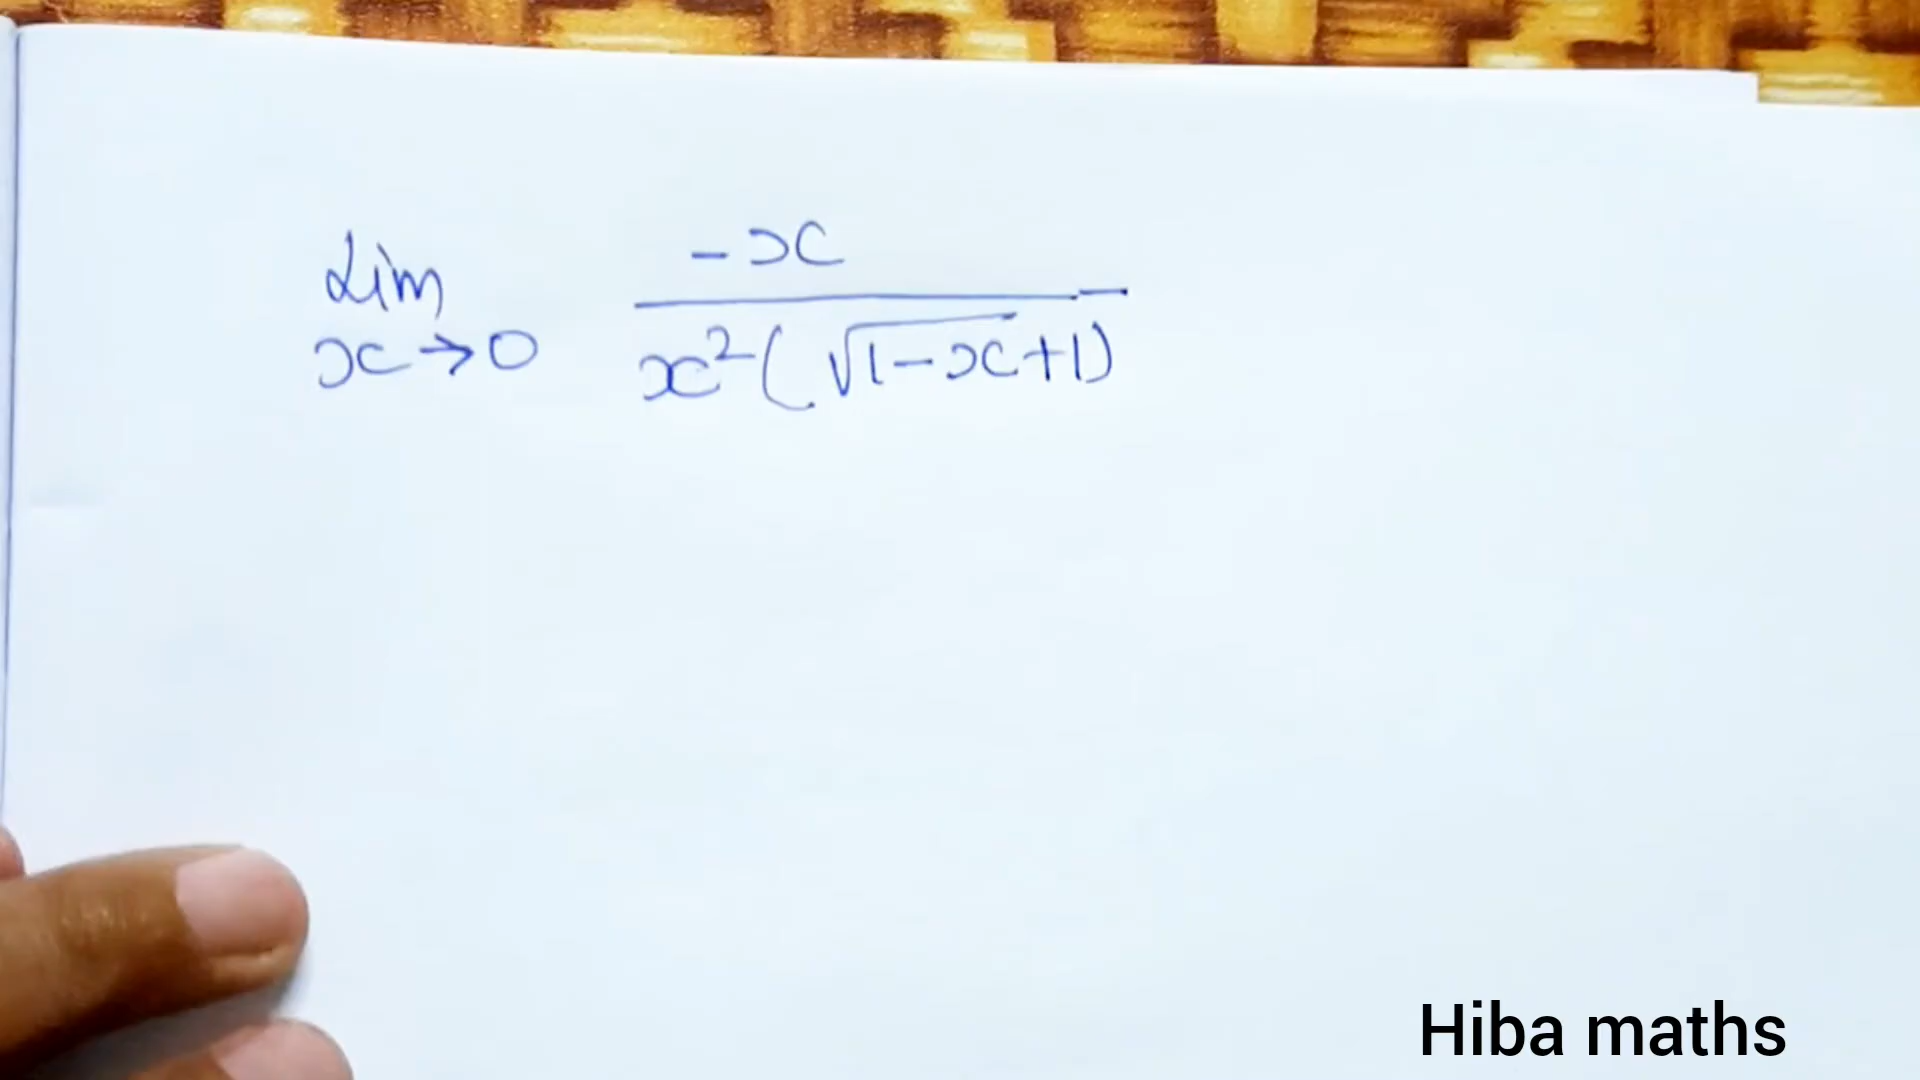 Lim -x
x→0 x²(√1-x+1)
Hiba maths